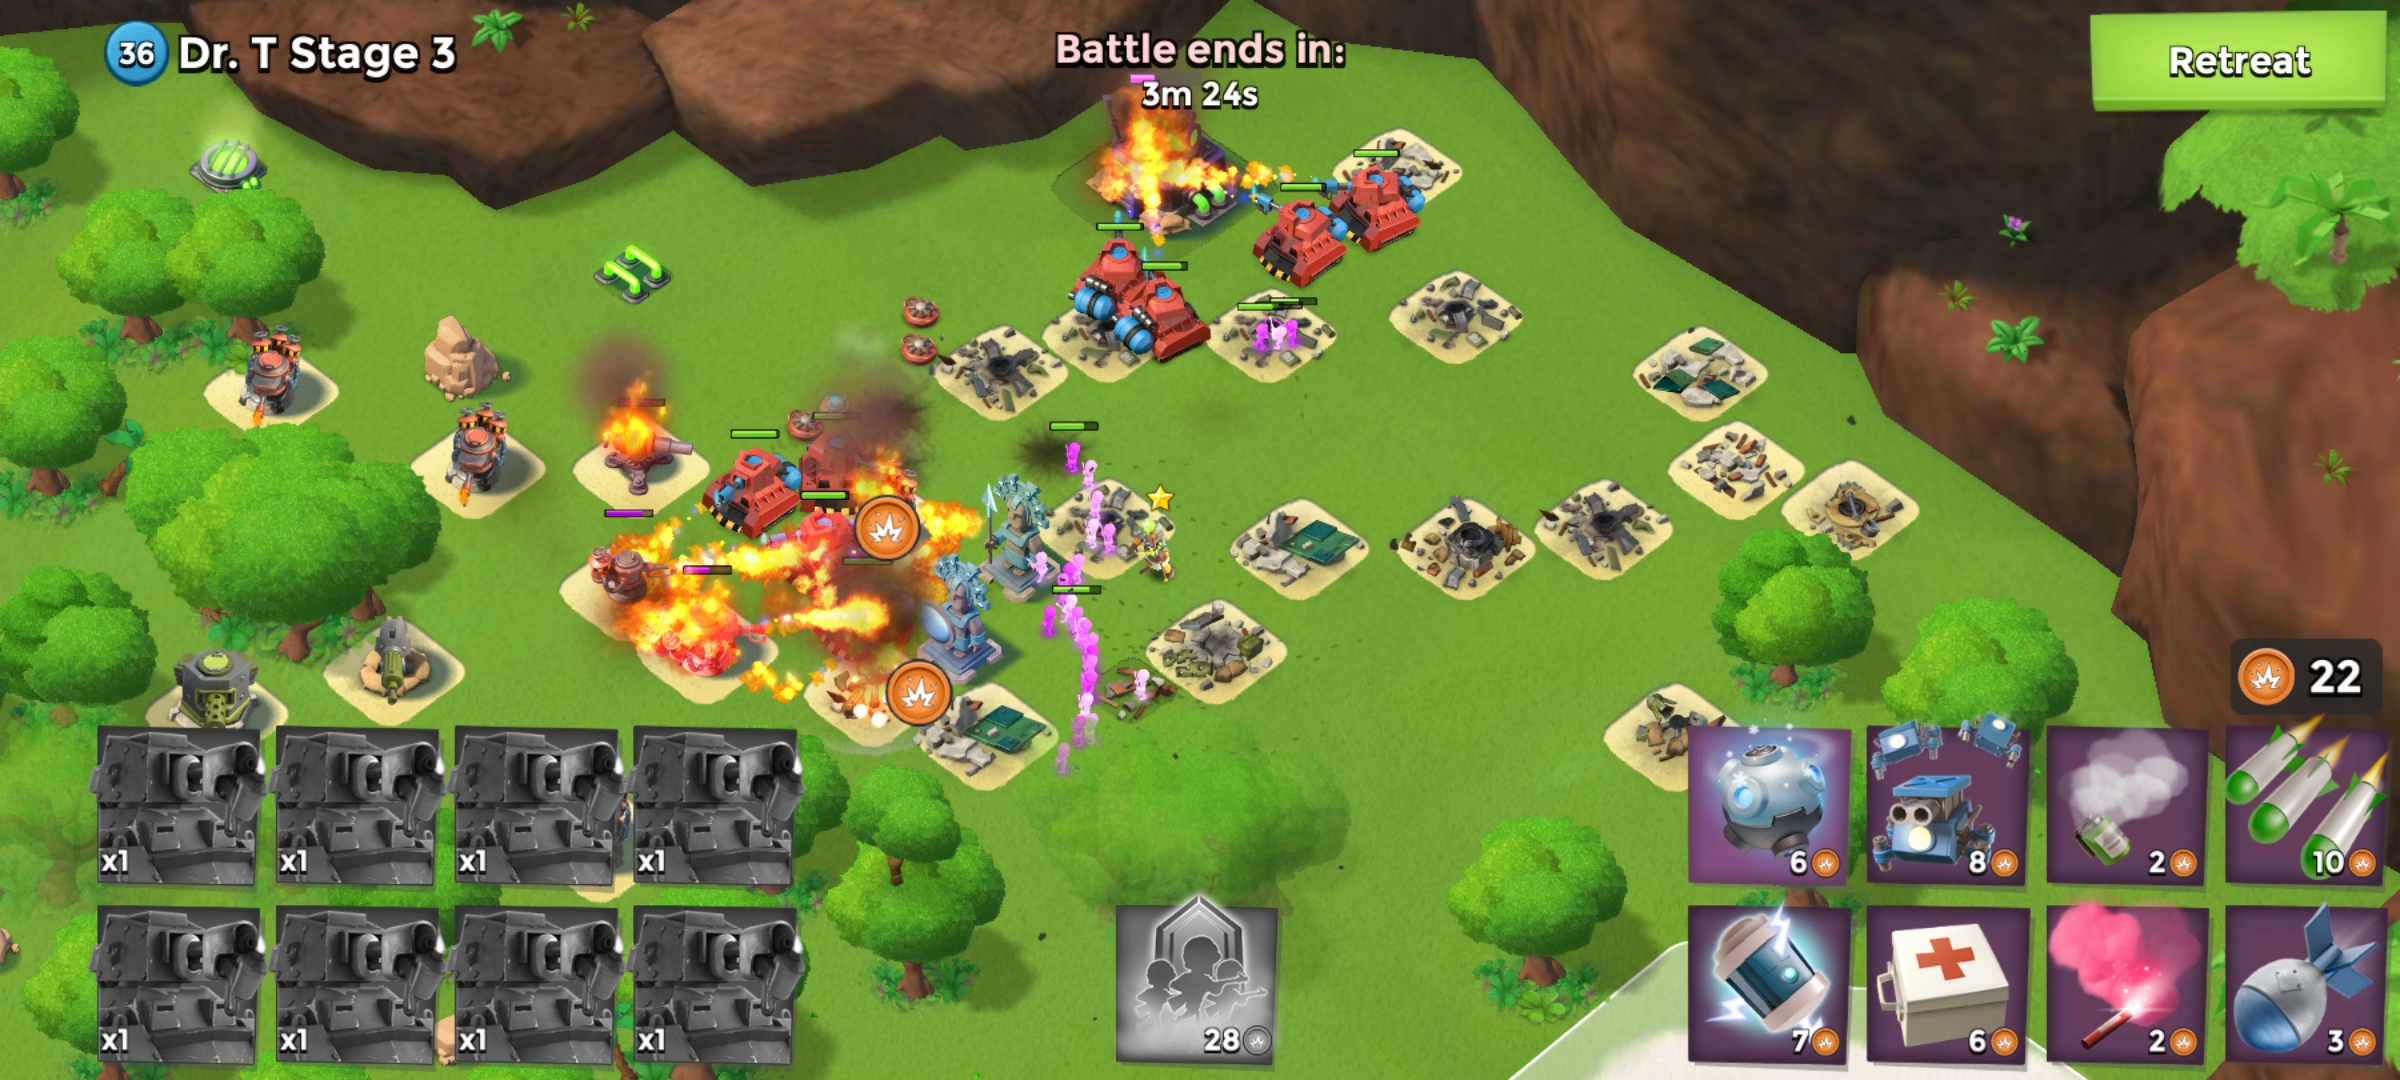 36 Dr. T Stage 3
Battle ends in:
3m 24s
Retreat
22
x1 x1 x1 x1
6 8 2 10
x1 x1 x1 x1
28
7 6 2 3